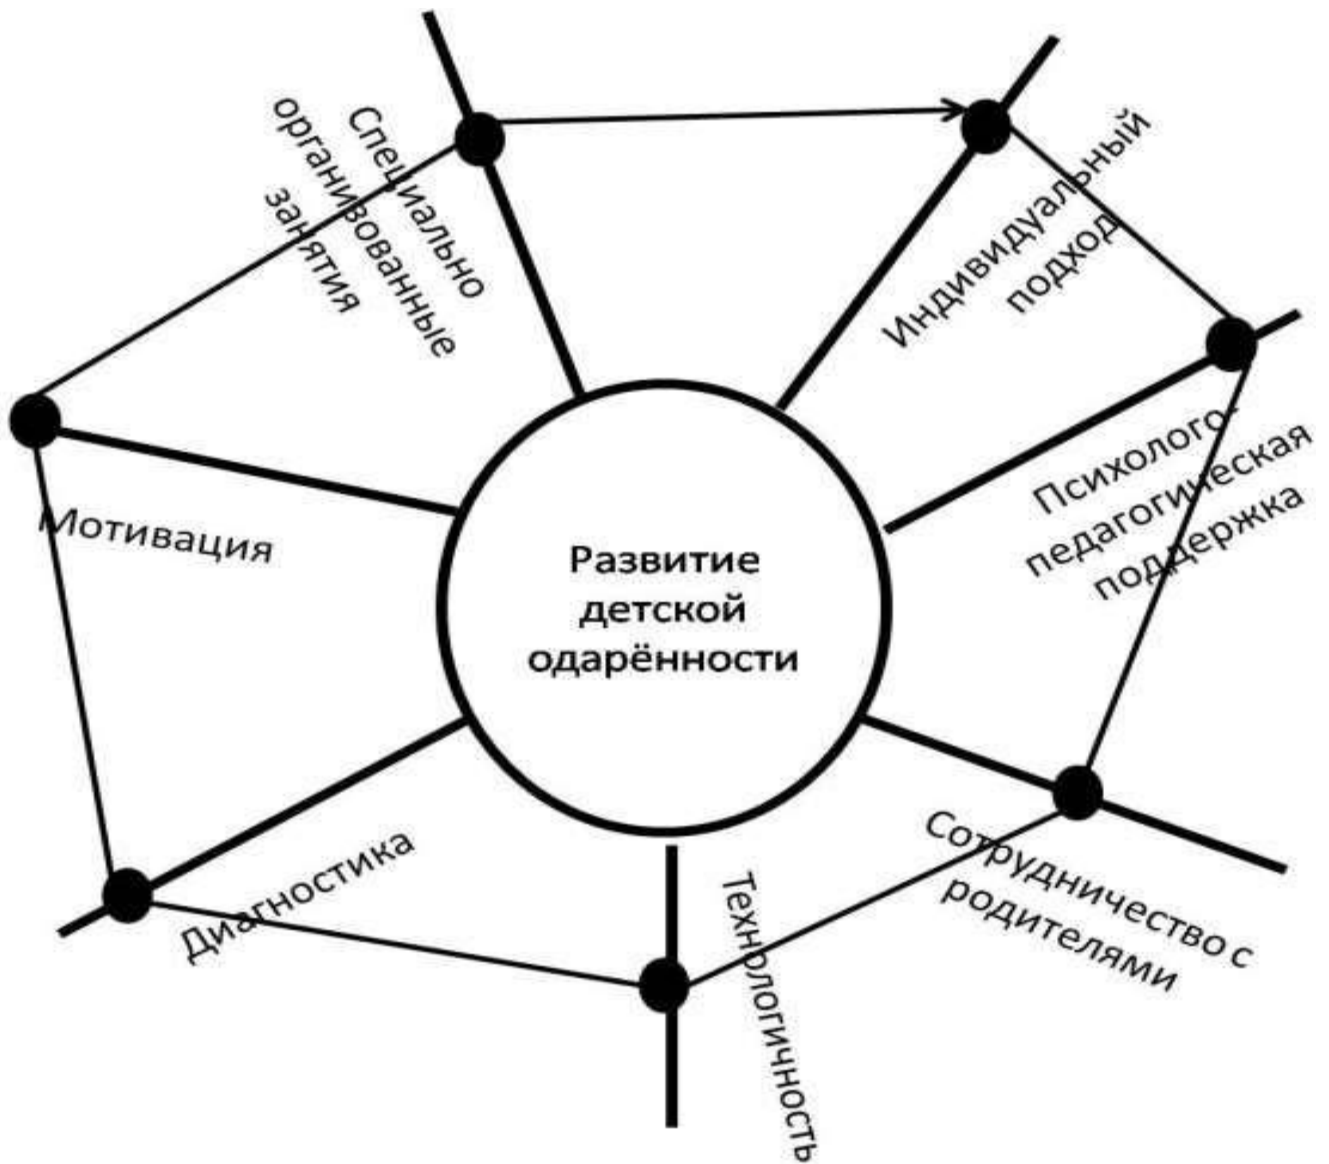 Специально
организованные
занятия
Индивидуальный
подход
Психолого-
педагогическая
поддержка
Мотивация
Развитие
детской
одарённости
Диагностика
Технологичность
Сотрудничество с
родителями